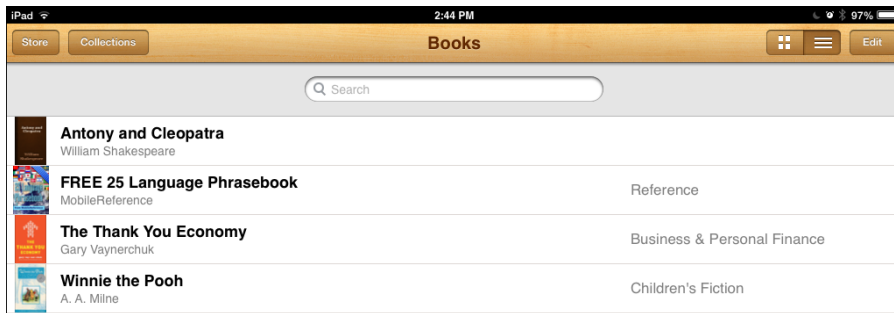 iPad 2:44 PM 97%
Store Collections Books Edit
Search
Antony and Cleopatra
William Shakespeare
FREE 25 Language Phrasebook
MobileReference
Reference
The Thank You Economy
Gary Vaynerchuk
Business & Personal Finance
Winnie the Pooh
A. A. Milne
Children's Fiction